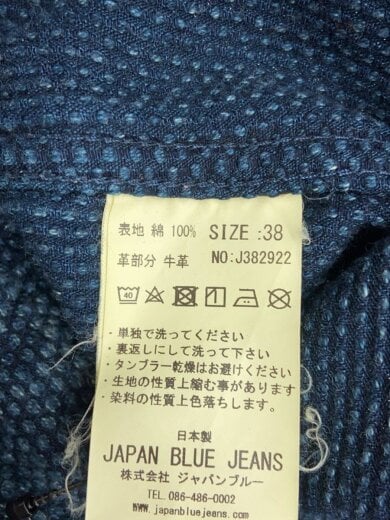 表地 綿 100% SIZE:38
革部分 牛革 NO:J382922
40
・単独で洗ってください
・裏返しにして洗って下さい
・タンブラー乾燥はお避けください
・生地の性質上縮む事があります
・染料の性質上色落ちします。
日本製
JAPAN BLUE JEANS
株式会社 ジャパンブルー
TEL. 086-486-0002
www.japanbluejeans.com